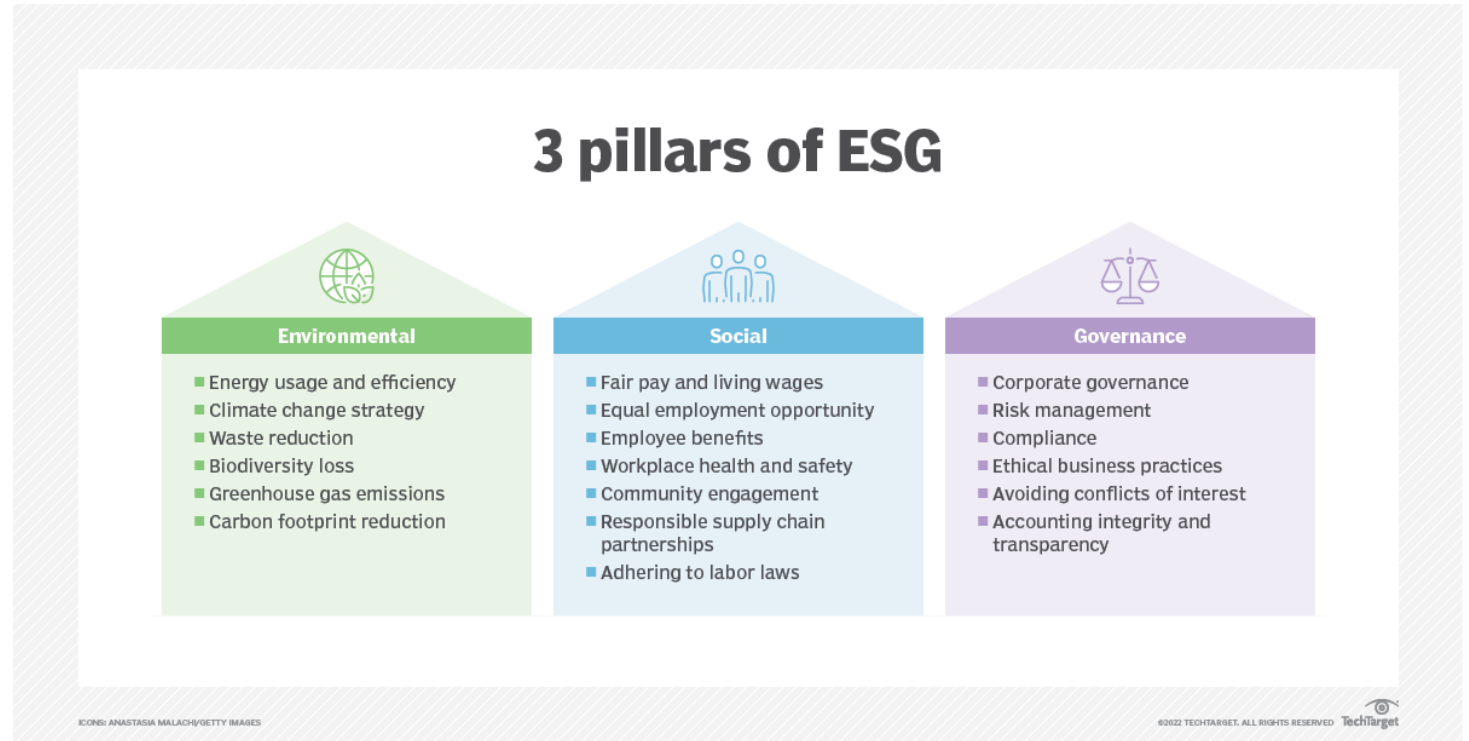 3 pillars of ESG
Environmental
Energy usage and efficiency
Climate change strategy
Waste reduction
Biodiversity loss
Greenhouse gas emissions
Carbon footprint reduction
Social
Fair pay and living wages
Equal employment opportunity
Employee benefits
Workplace health and safety
Community engagement
Responsible supply chain
partnerships
Adhering to labor laws
Governance
Corporate governance
Risk management
Compliance
Ethical business practices
Avoiding conflicts of interest
Accounting integrity and
transparency
ICONS: ANASTASIA MALACHI/GETTY IMAGES
©2022 TECHTARGET. ALL RIGHTS RESERVED TechTarget